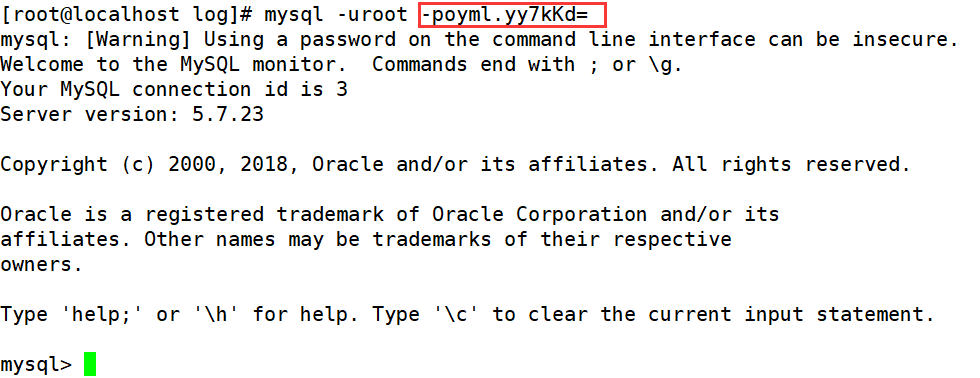 [root@localhost log]# mysql -uroot -poyml.yy7kKd=
mysql: [Warning] Using a password on the command line interface can be insecure.
Welcome to the MySQL monitor.  Commands end with ; or \g.
Your MySQL connection id is 3
Server version: 5.7.23
Copyright (c) 2000, 2018, Oracle and/or its affiliates. All rights reserved.
Oracle is a registered trademark of Oracle Corporation and/or its
affiliates. Other names may be trademarks of their respective
owners.
Type 'help;' or '\h' for help. Type '\c' to clear the current input statement.
mysql>